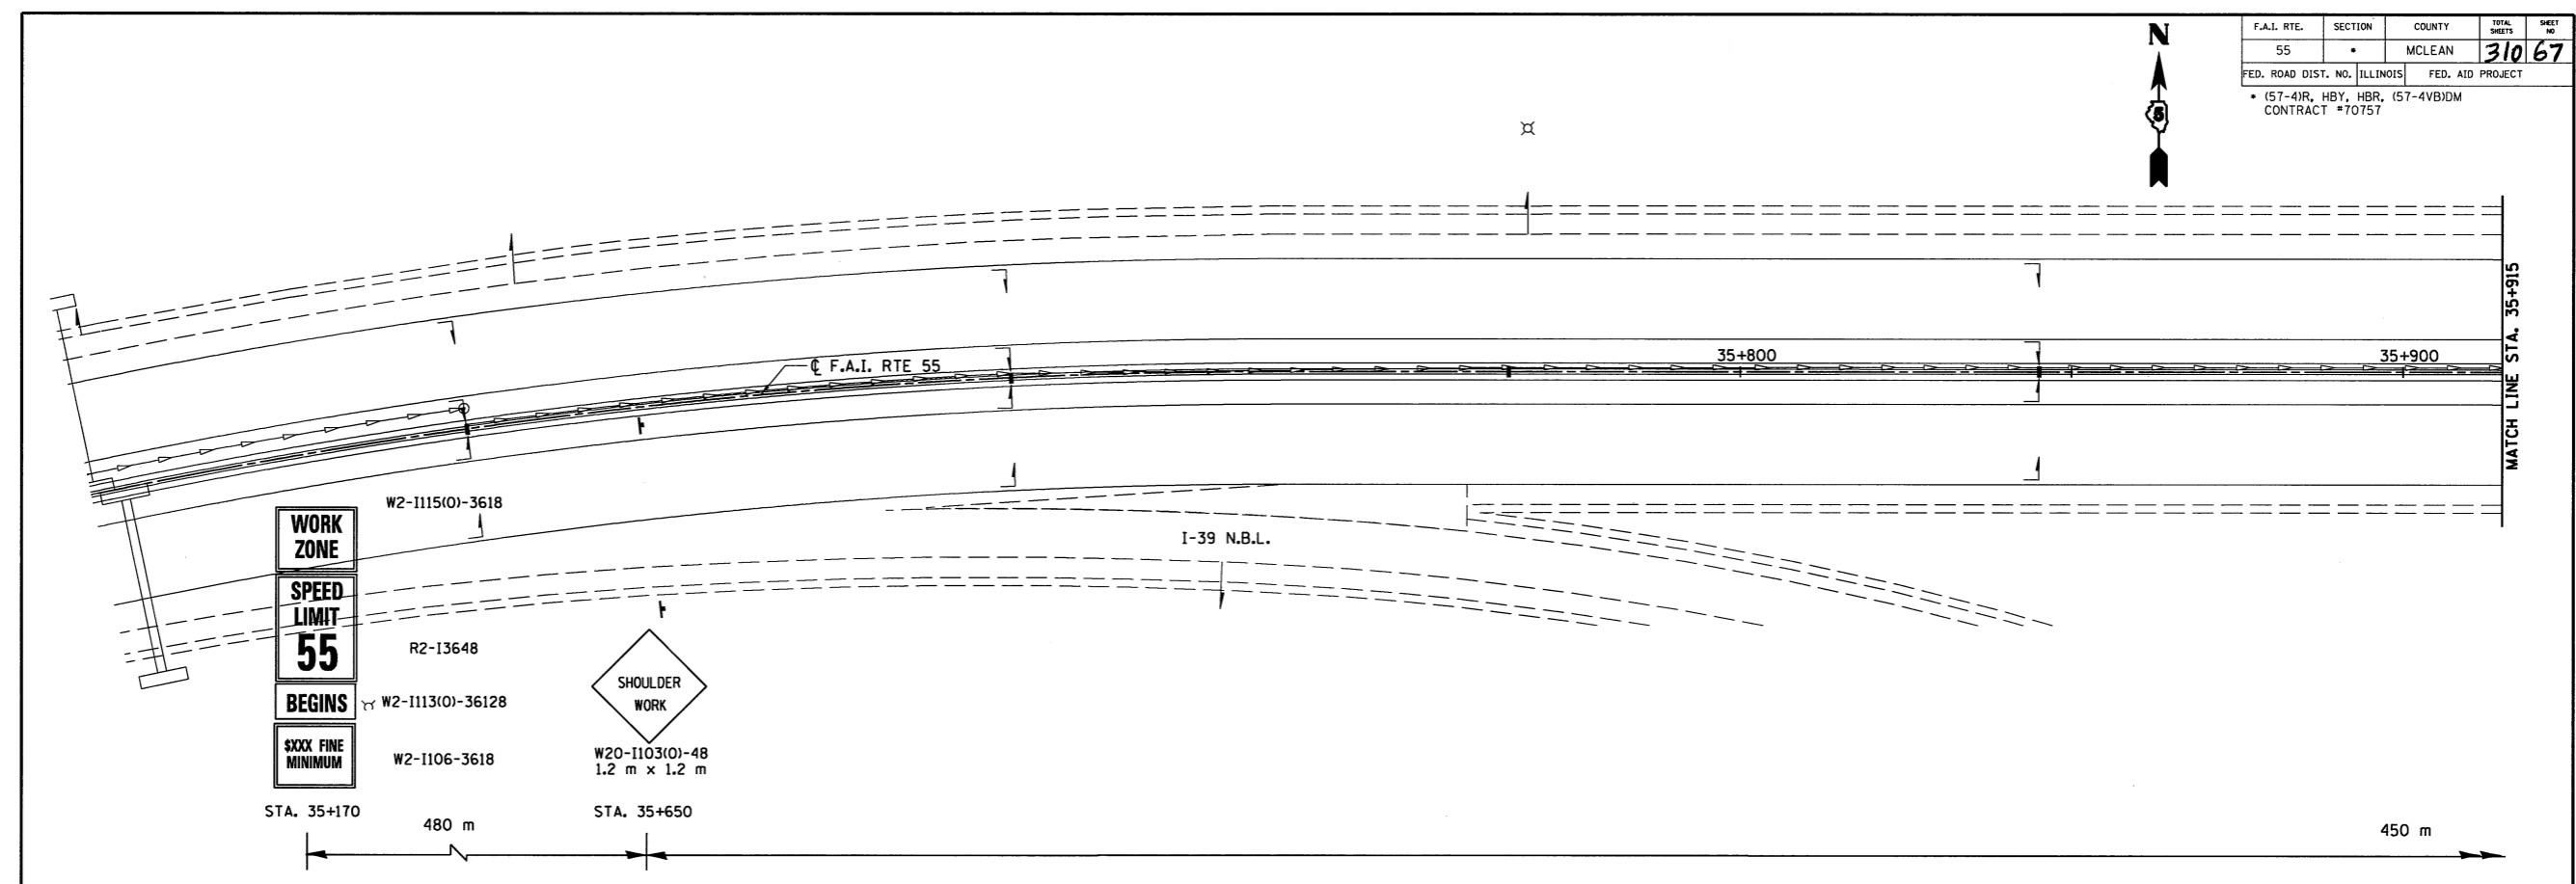 F.A.I. RTE. SECTION COUNTY TOTAL SHEETS SHEET NO
55 * MCLEAN 310 67
FED. ROAD DIST. NO. ILLINOIS FED. AID PROJECT
* (57-4)R, HBY, HBR, (57-4VB)DM
CONTRACT #70757
N
5
MATCH LINE STA. 35+915
35+800
35+900
℄ F.A.I. RTE 55
I-39 N.B.L.
W2-I115(O)-3618
WORK
ZONE
SPEED
LIMIT
55
R2-I3648
BEGINS
W2-I113(O)-36128
$XXX FINE
MINIMUM
W2-I106-3618
SHOULDER
WORK
W20-I103(O)-48
1.2 m x 1.2 m
STA. 35+170
STA. 35+650
480 m
450 m